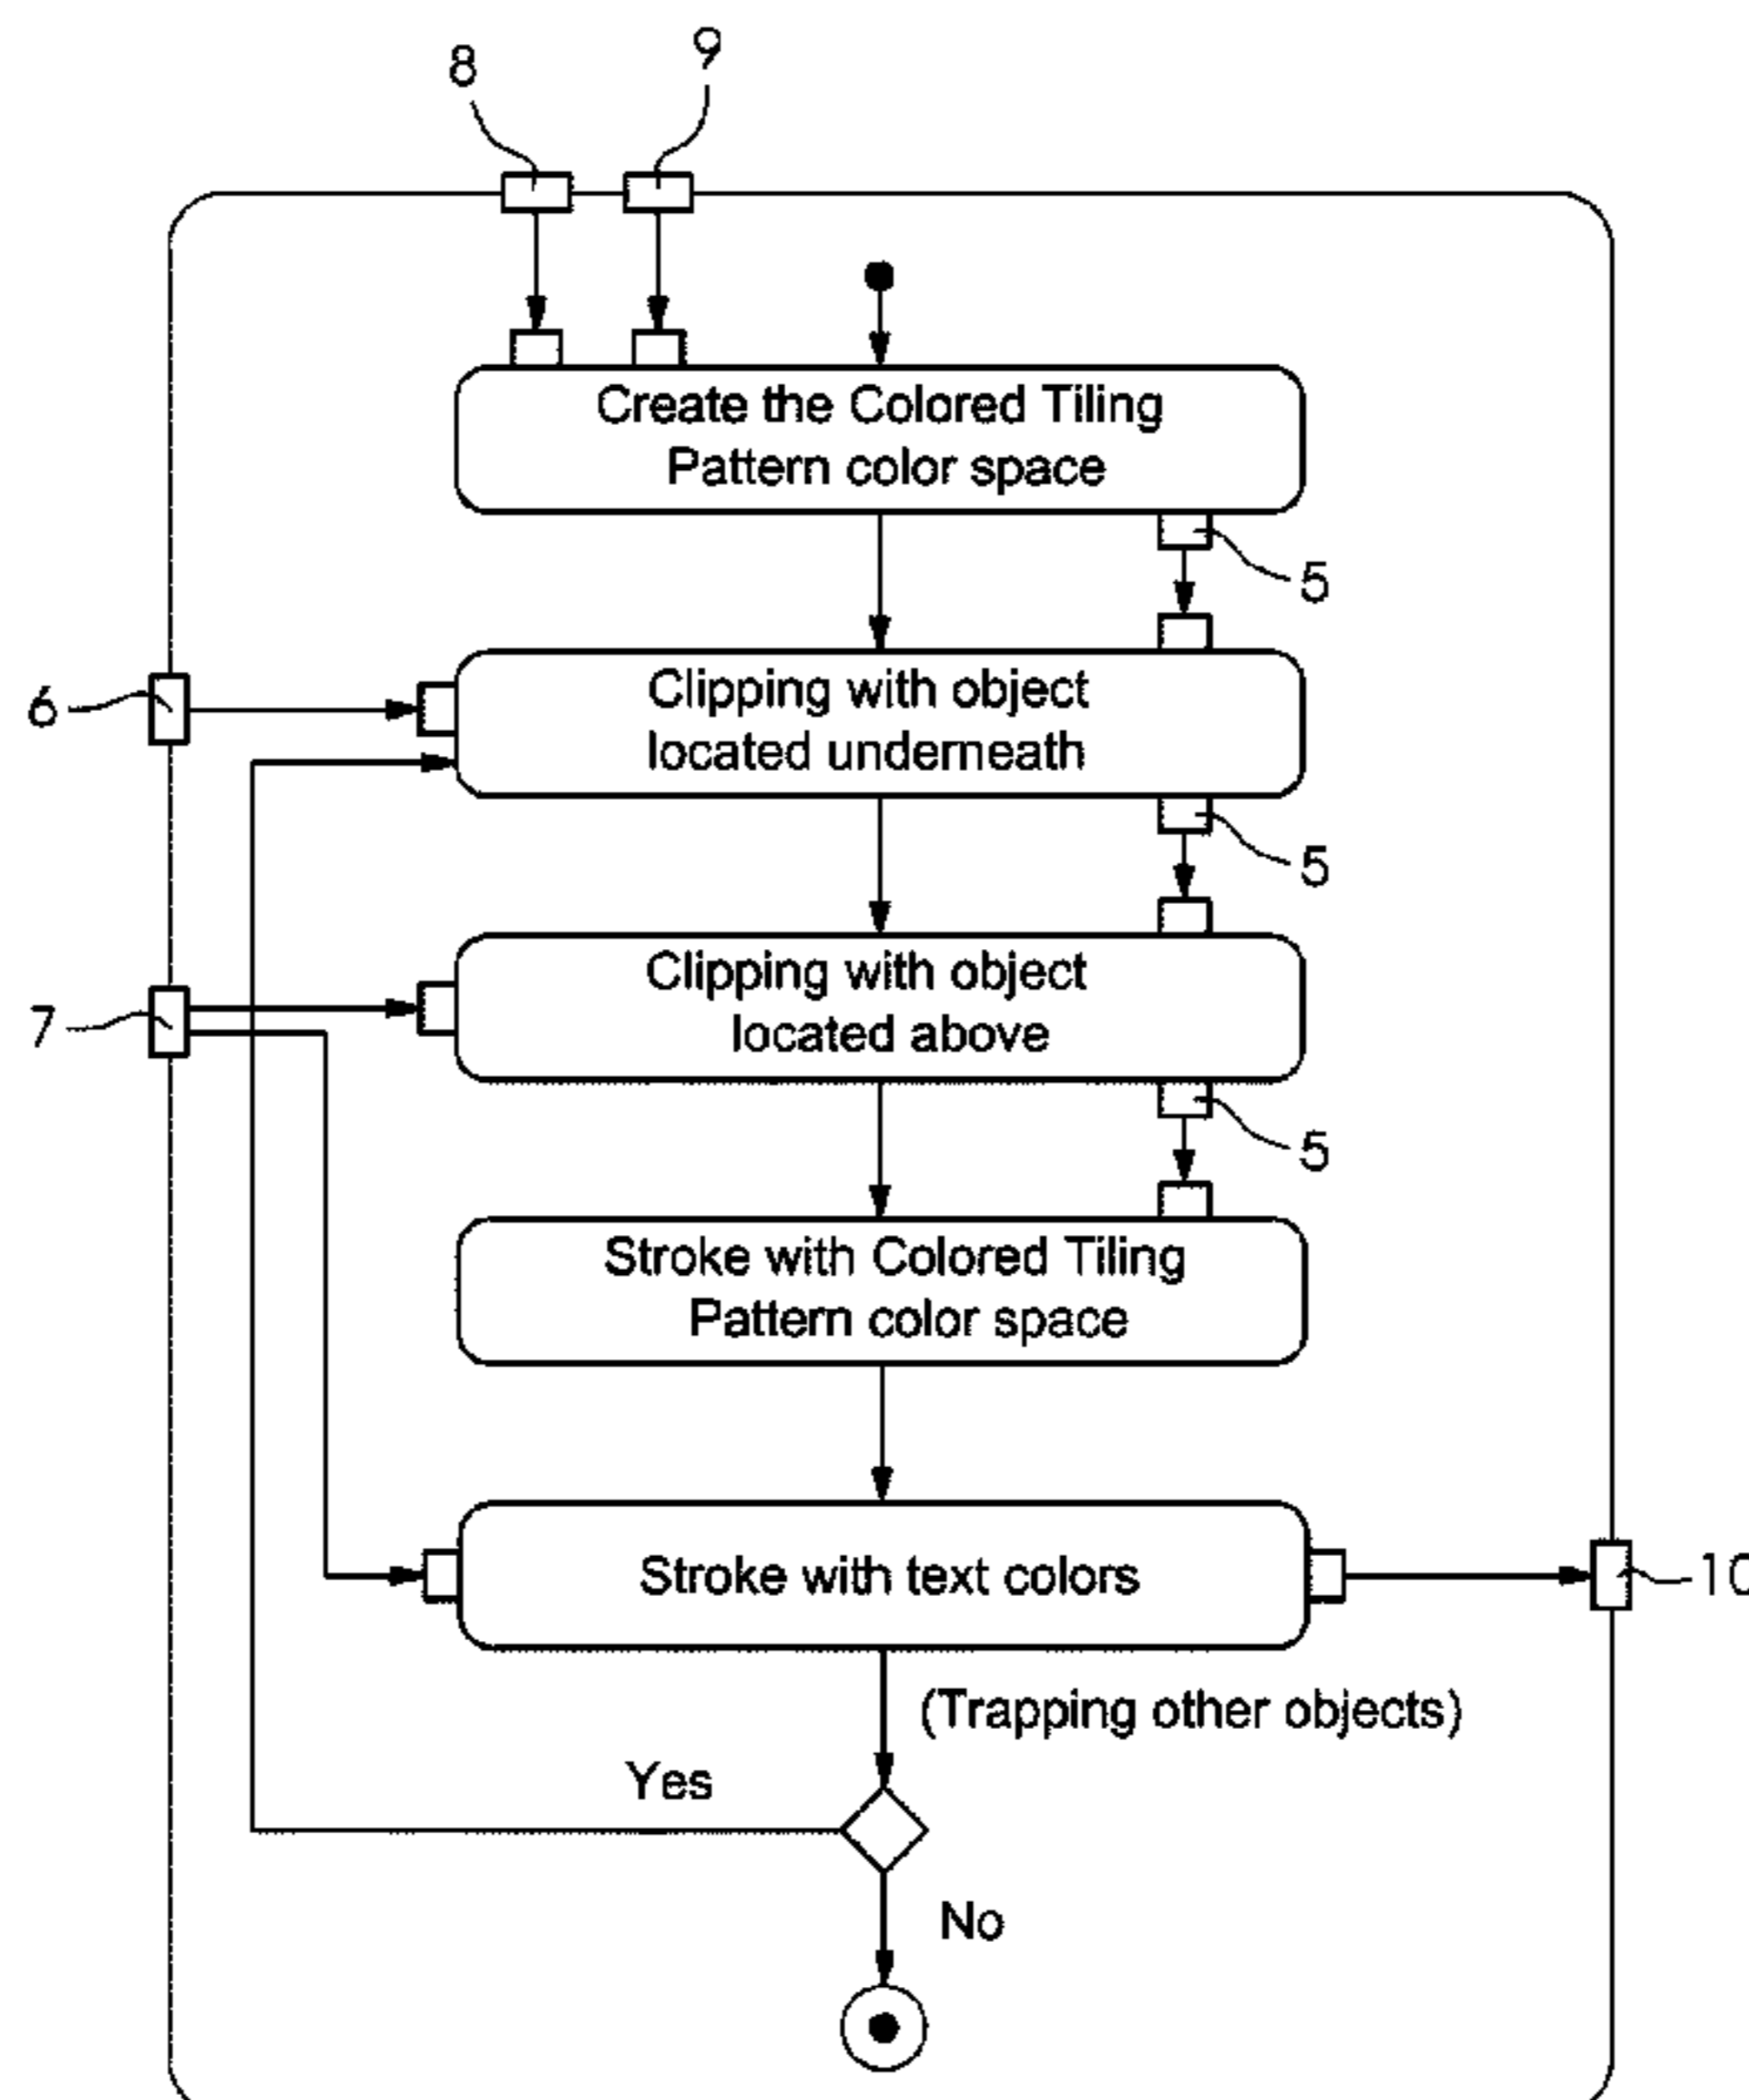 8
9
Create the Colored Tiling
Pattern color space
5
Clipping with object
located underneath
6
5
Clipping with object
located above
7
5
Stroke with Colored Tiling
Pattern color space
Stroke with text colors
10
(Trapping other objects)
Yes
No